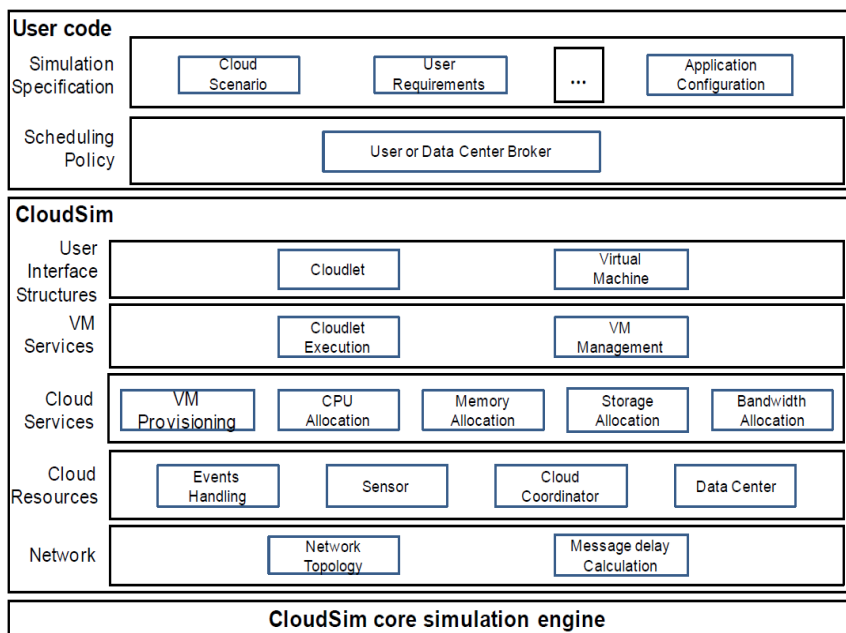 User code
Simulation
Specification
Cloud
Scenario
User
Requirements
...
Application
Configuration
Scheduling
Policy
User or Data Center Broker
CloudSim
User
Interface
Structures
Cloudlet
Virtual
Machine
VM
Services
Cloudlet
Execution
VM
Management
Cloud
Services
VM
Provisioning
CPU
Allocation
Memory
Allocation
Storage
Allocation
Bandwidth
Allocation
Cloud
Resources
Events
Handling
Sensor
Cloud
Coordinator
Data Center
Network
Network
Topology
Message delay
Calculation
CloudSim core simulation engine